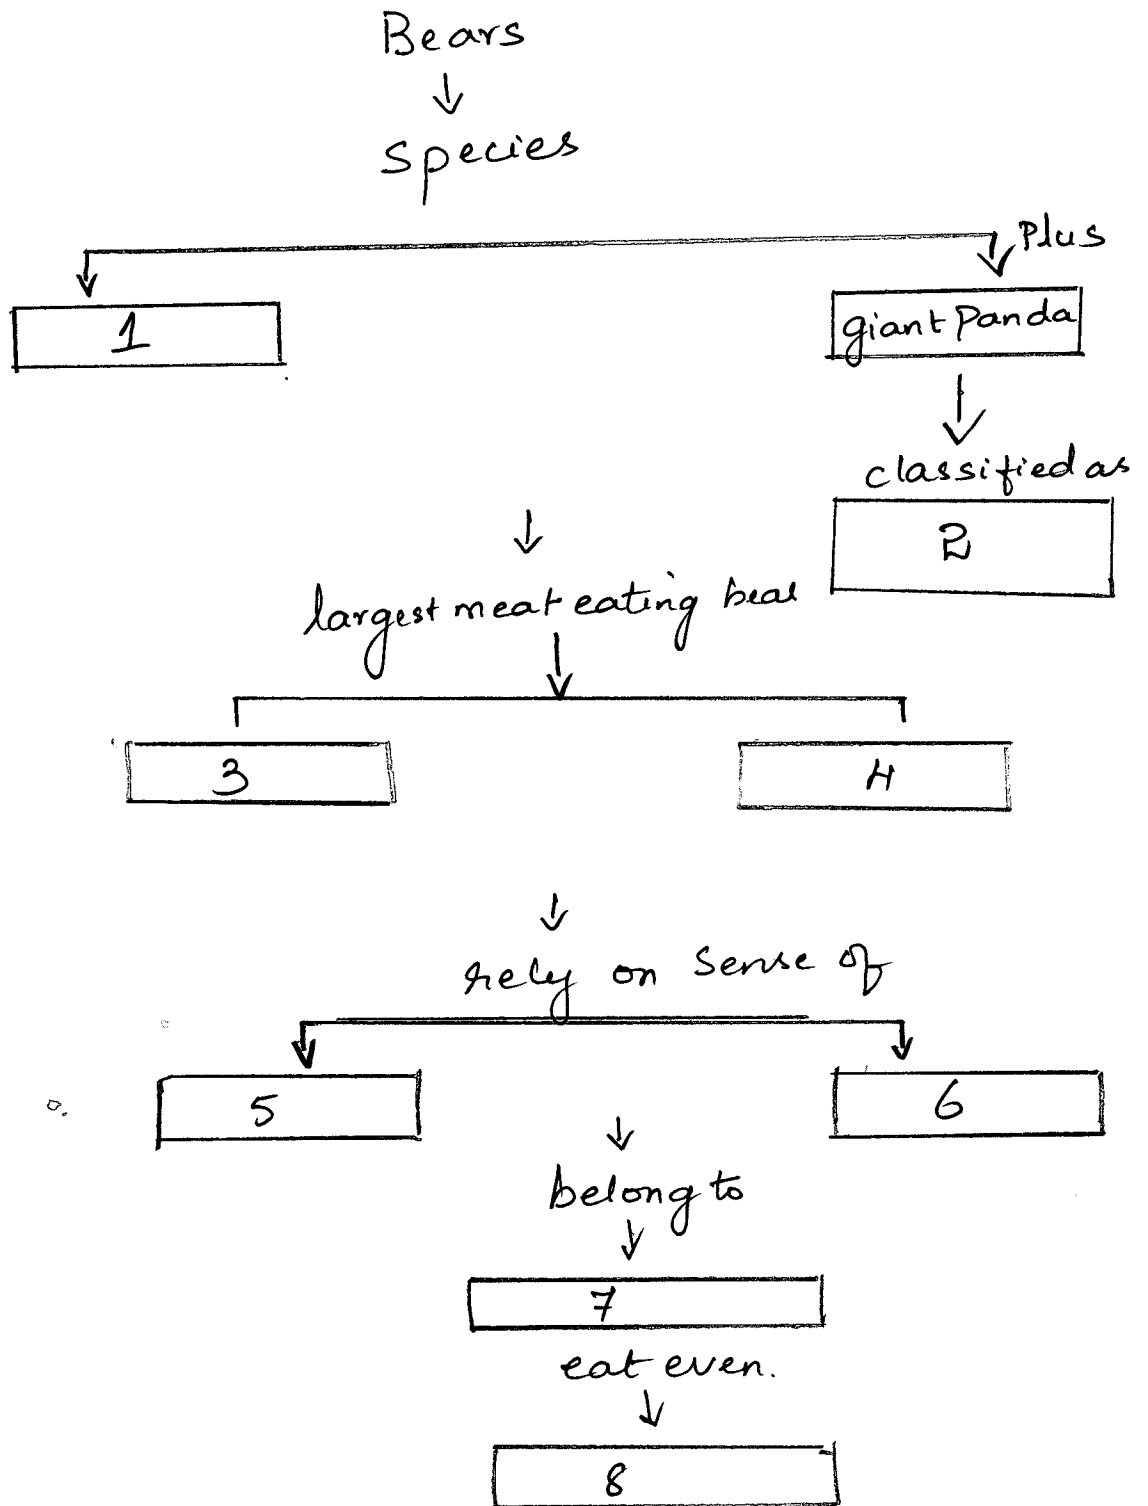 Bears
Species
Plus
1
giant Panda
classified as
2
largest meat eating bear
3
4
rely on Sense of
5
6
belong to
7
eat even.
8